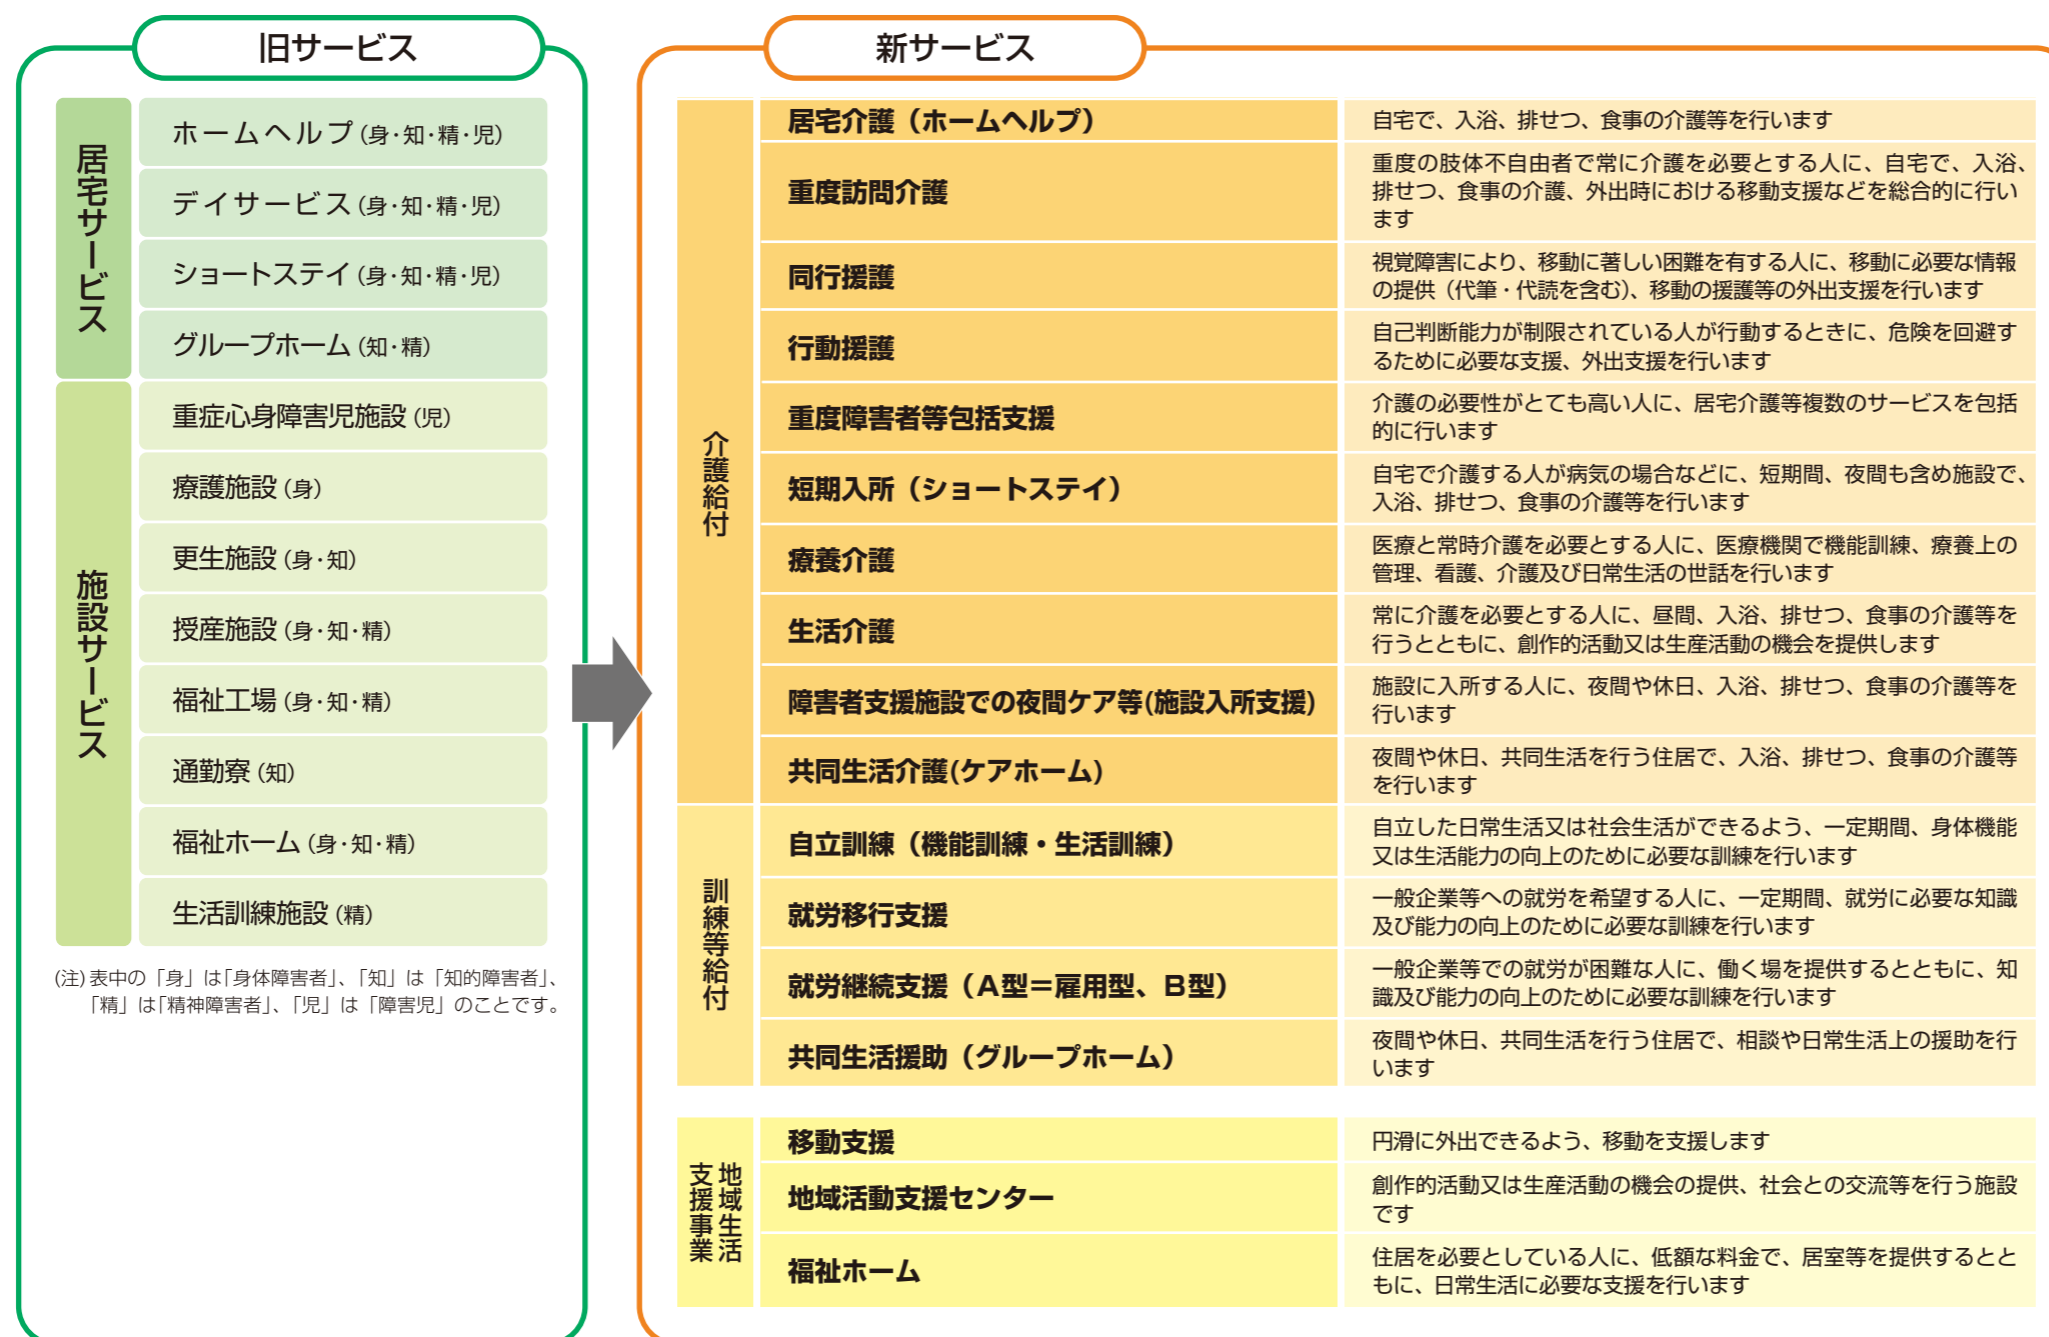 旧サービス
居宅サービス
ホームヘルプ(身・知・精・児)
デイサービス(身・知・精・児)
ショートステイ(身・知・精・児)
グループホーム(知・精)
施設サービス
重症心身障害児施設(児)
療護施設(身)
更生施設(身・知)
授産施設(身・知・精)
福祉工場(身・知・精)
通勤寮(知)
福祉ホーム(身・知・精)
生活訓練施設(精)
(注)表中の「身」は「身体障害者」、「知」は「知的障害者」、
「精」は「精神障害者」、「児」は「障害児」のことです。
新サービス
介護給付
居宅介護(ホームヘルプ)
自宅で、入浴、排せつ、食事の介護等を行います
重度訪問介護
重度の肢体不自由者で常に介護を必要とする人に、自宅で、入浴、
排せつ、食事の介護、外出時における移動支援などを総合的に行い
ます
同行援護
視覚障害により、移動に著しい困難を有する人に、移動に必要な情報
の提供(代筆・代読を含む)、移動の援護等の外出支援を行います
行動援護
自己判断能力が制限されている人が行動するときに、危険を回避す
るために必要な支援、外出支援を行います
重度障害者等包括支援
介護の必要性がとても高い人に、居宅介護等複数のサービスを包括
的に行います
短期入所(ショートステイ)
自宅で介護する人が病気の場合などに、短期間、夜間も含め施設で、
入浴、排せつ、食事の介護等を行います
療養介護
医療と常時介護を必要とする人に、医療機関で機能訓練、療養上の
管理、看護、介護及び日常生活の世話を行います
生活介護
常に介護を必要とする人に、昼間、入浴、排せつ、食事の介護等を
行うとともに、創作的活動又は生産活動の機会を提供します
障害者支援施設での夜間ケア等(施設入所支援)
施設に入所する人に、夜間や休日、入浴、排せつ、食事の介護等を
行います
共同生活介護(ケアホーム)
夜間や休日、共同生活を行う住居で、入浴、排せつ、食事の介護等
を行います
訓練等給付
自立訓練(機能訓練・生活訓練)
自立した日常生活又は社会生活ができるよう、一定期間、身体機能
又は生活能力の向上のために必要な訓練を行います
就労移行支援
一般企業等への就労を希望する人に、一定期間、就労に必要な知識
及び能力の向上のために必要な訓練を行います
就労継続支援(A型=雇用型、B型)
一般企業等での就労が困難な人に、働く場を提供するとともに、知
識及び能力の向上のために必要な訓練を行います
共同生活援助(グループホーム)
夜間や休日、共同生活を行う住居で、相談や日常生活上の援助を行
います
地域生活
支援事業
移動支援
円滑に外出できるよう、移動を支援します
地域活動支援センター
創作的活動又は生産活動の機会の提供、社会との交流等を行う施設
です
福祉ホーム
住居を必要としている人に、低額な料金で、居室等を提供するとと
もに、日常生活に必要な支援を行います